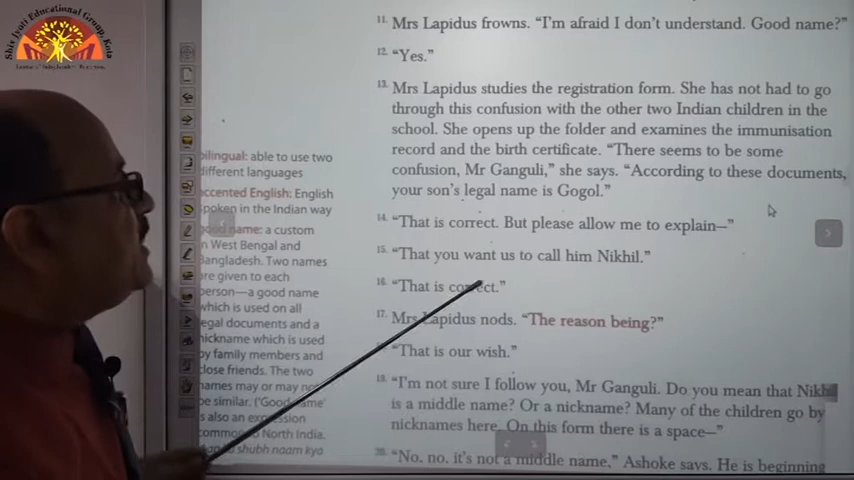 Shiv Jyoti Educational Group, Kota
11. Mrs Lapidus frowns. “I’m afraid I don’t understand. Good name?”
12. “Yes.”
13. Mrs Lapidus studies the registration form. She has not had to go
through this confusion with the other two Indian children in the
school. She opens up the folder and examines the immunisation
record and the birth certificate. “There seems to be some
confusion, Mr Ganguli,” she says. “According to these documents,
your son’s legal name is Gogol.”
14. “That is correct. But please allow me to explain—”
15. “That you want us to call him Nikhil.”
16. “That is correct.”
17. Mrs Lapidus nods. “The reason being?”
“That is our wish.”
19. “I’m not sure I follow you, Mr Ganguli. Do you mean that Nikhil
is a middle name? Or a nickname? Many of the children go by
nicknames here. On this form there is a space—”
20. “No, no, it’s not a middle name,” Ashoke says. He is beginning
bilingual: able to use two
different languages
accented English: English
spoken in the Indian way
good name: a custom
in West Bengal and
Bangladesh. Two names
are given to each
person—a good name
which is used on all
legal documents and a
nickname which is used
by family members and
close friends. The two
names may or may not
be similar. (‘Good name’
is also an expression
common to North India.
shubh naam kya